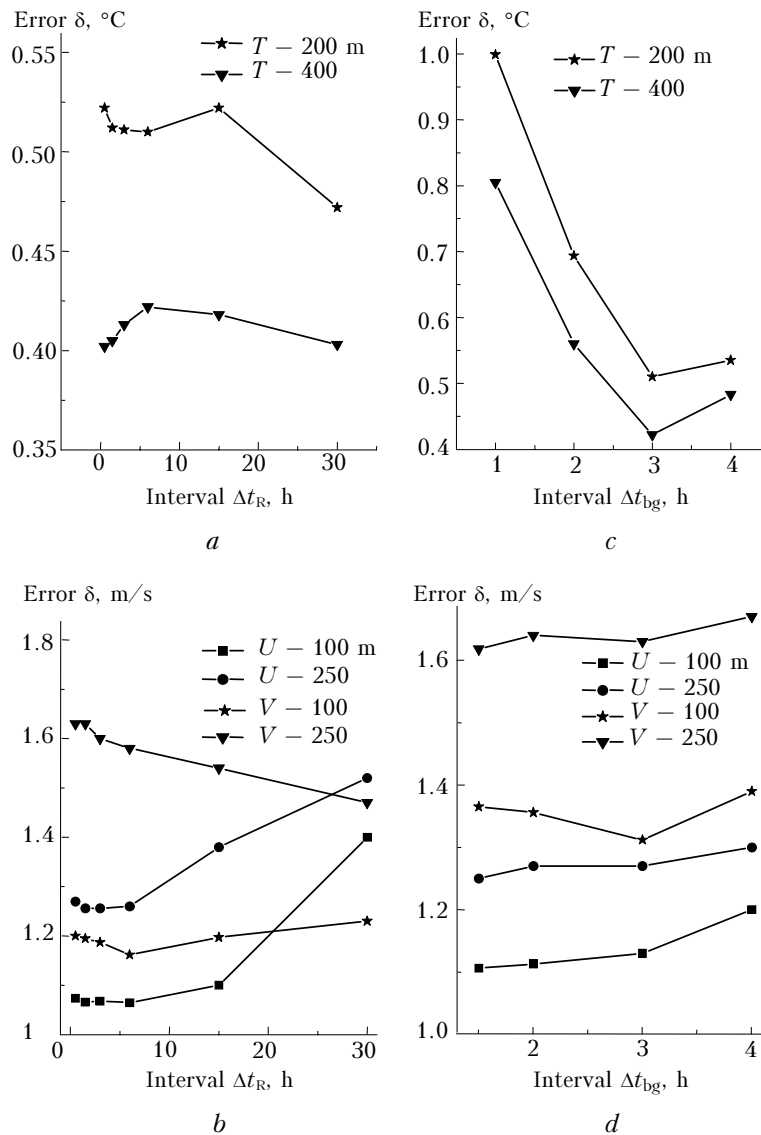 Error δ, °C
T – 200 m
T – 400
0.55
0.50
0.45
0.40
0.35
0 10 20 30
Interval Δt_R, h
a
Error δ, °C
T – 200 m
T – 400
1.0
0.9
0.8
0.7
0.6
0.5
0.4
1 2 3 4
Interval Δt_bg, h
c
Error δ, m/s
U – 100 m
U – 250
V – 100
V – 250
1.8
1.6
1.4
1.2
1
0 10 20 30
Interval Δt_R, h
b
Error δ, m/s
U – 100 m
U – 250
V – 100
V – 250
1.6
1.4
1.2
1.0
2 3 4
Interval Δt_bg, h
d